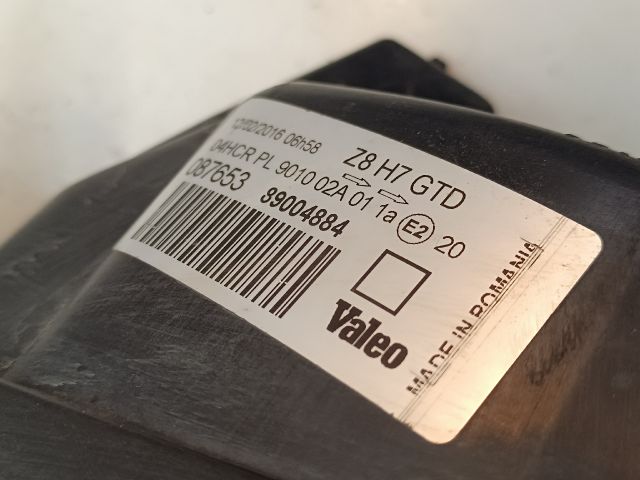 12/02/2016 06h58
Z8 H7 GTD
04HCR PL 9010 02A 01 1a E2 20
087653
89004884
Valeo
MADE IN ROMANIA